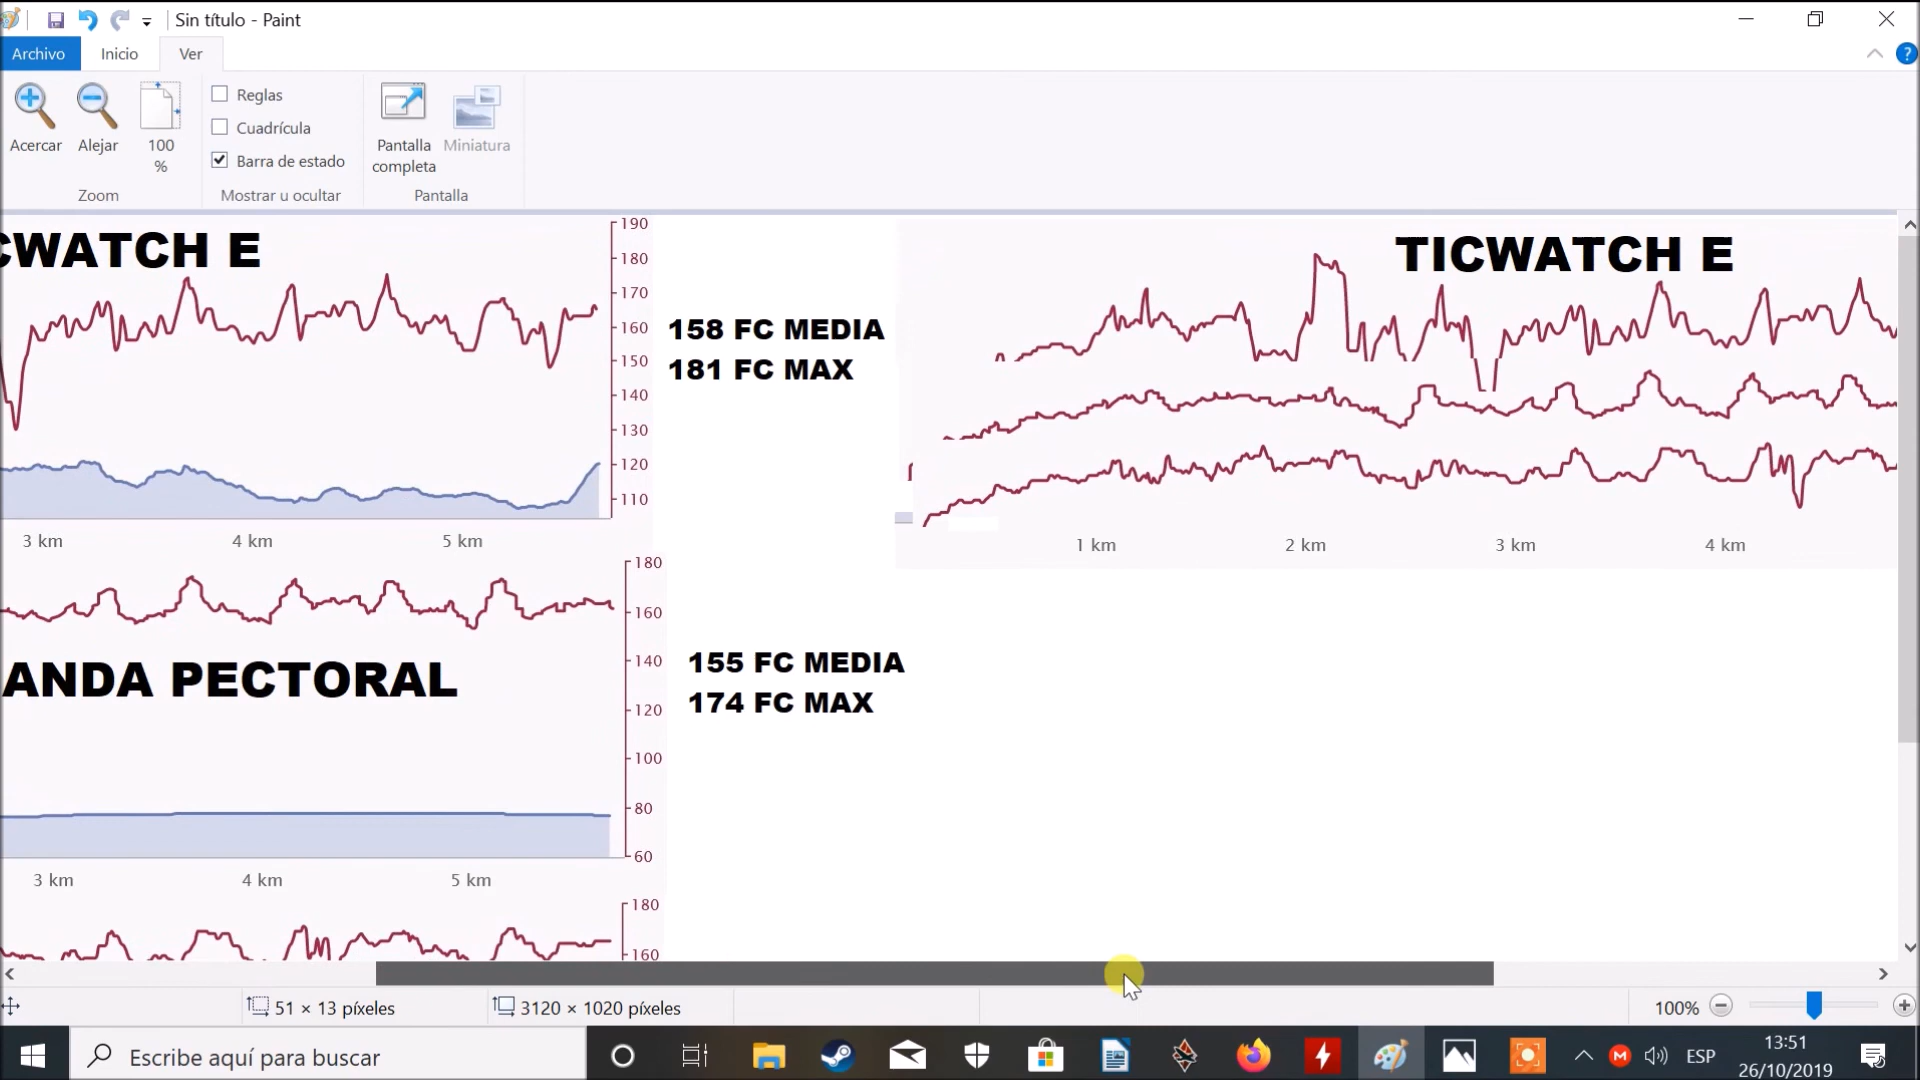 Sin título - Paint
Archivo
Inicio
Ver
Acercar
Alejar
100
%
Zoom
Reglas
Cuadrícula
Barra de estado
Mostrar u ocultar
Pantalla
completa
Miniatura
Pantalla
CWATCH E
190
180
170
160
150
140
130
120
110
3 km
4 km
5 km
158 FC MEDIA
181 FC MAX
TICWATCH E
1 km
2 km
3 km
4 km
180
160
140
120
100
80
60
ANDA PECTORAL
3 km
4 km
5 km
155 FC MEDIA
174 FC MAX
180
160
51 × 13 píxeles
3120 × 1020 píxeles
100%
Escribe aquí para buscar
ESP
13:51
26/10/2019